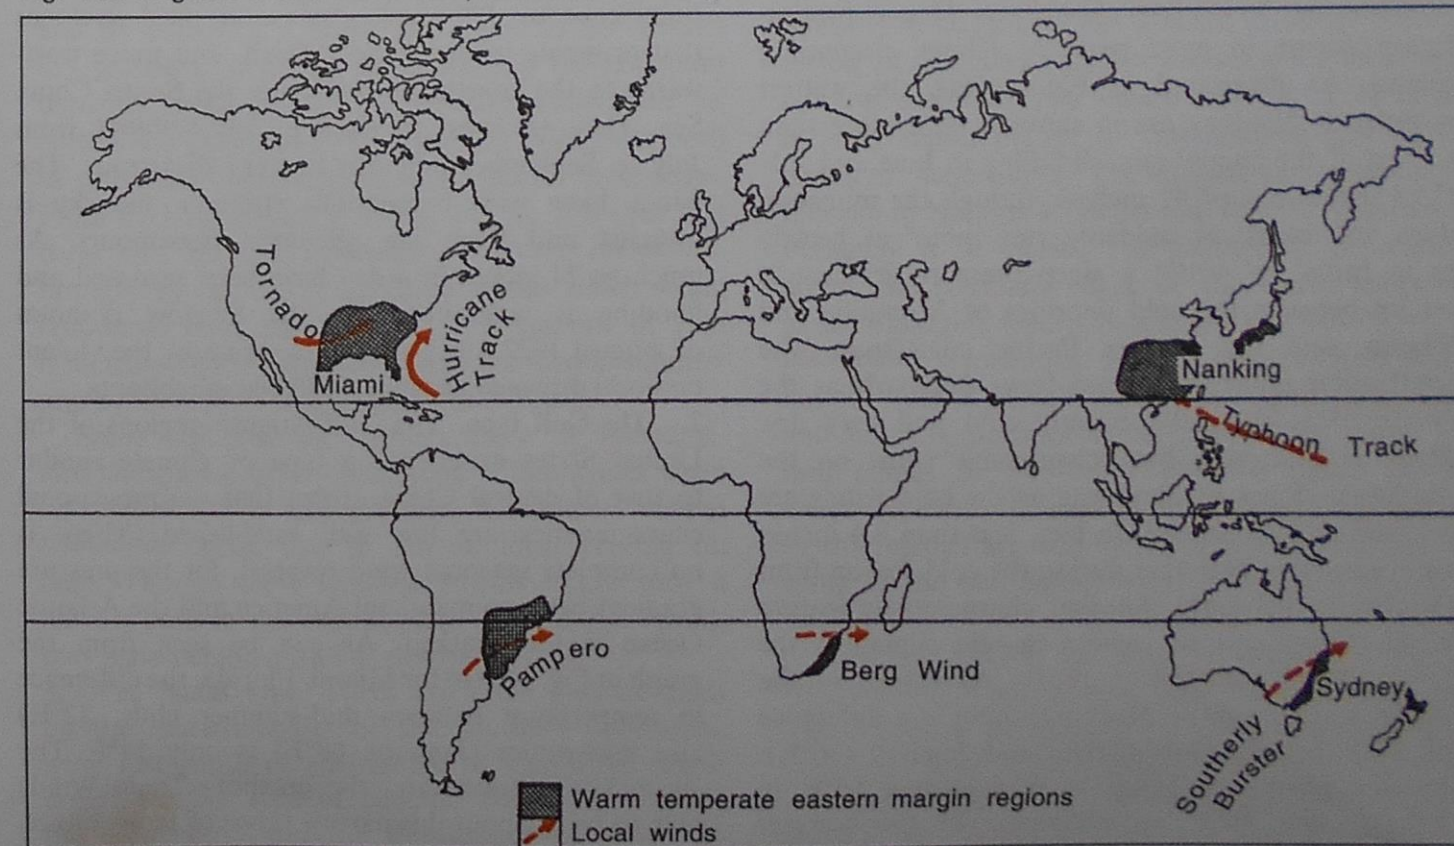 Tornado
Hurricane
Track
Miami
Nanking
Typhoon Track
Pampero
Berg Wind
Sydney
Southerly
Burster
Warm temperate eastern margin regions
Local winds